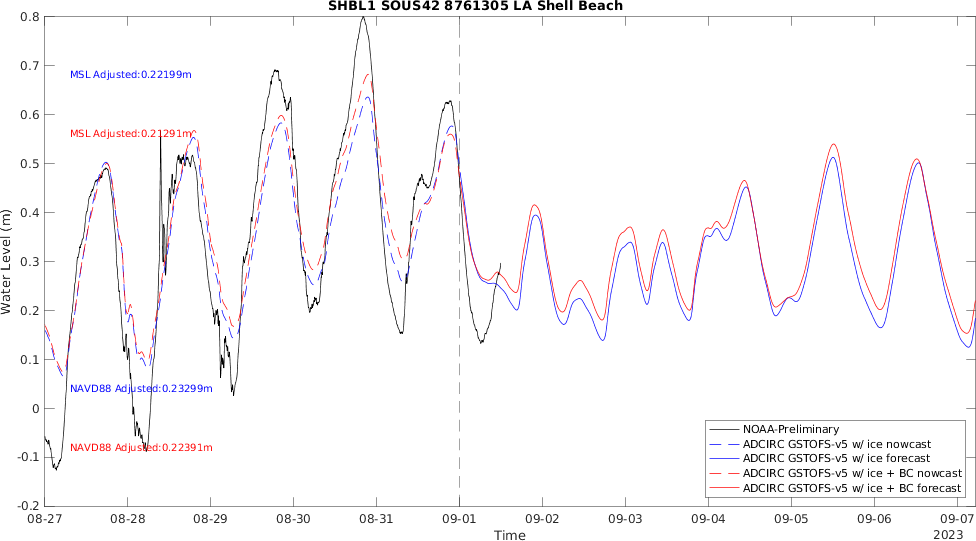 SHBL1 SOUS42 8761305 LA Shell Beach
0.8
0.7
0.6
0.5
0.4
0.3
0.2
0.1
0
-0.1
-0.2
Water Level (m)
MSL Adjusted:0.22199m
MSL Adjusted:0.21291m
NAVD88 Adjusted:0.23299m
NAVD88 Adjusted:0.22391m
NOAA-Preliminary
ADCIRC GSTOFS-v5 w/ ice nowcast
ADCIRC GSTOFS-v5 w/ ice forecast
ADCIRC GSTOFS-v5 w/ ice + BC nowcast
ADCIRC GSTOFS-v5 w/ ice + BC forecast
08-27 08-28 08-29 08-30 08-31 09-01 09-02 09-03 09-04 09-05 09-06 09-07
Time
2023